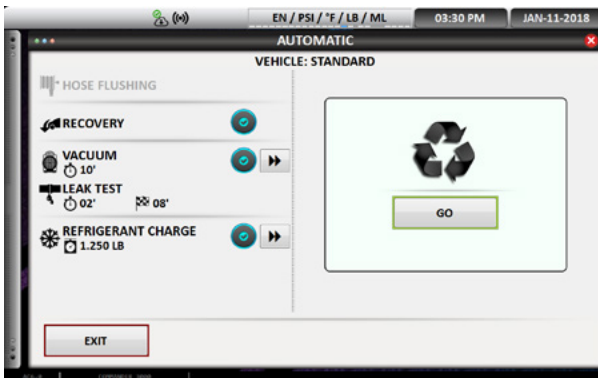 EN / PSI / °F / LB / ML 03:30 PM JAN-11-2018
AUTOMATIC
VEHICLE: STANDARD
HOSE FLUSHING
RECOVERY
VACUUM
10'
LEAK TEST
02' 08'
REFRIGERANT CHARGE
1.250 LB
GO
EXIT